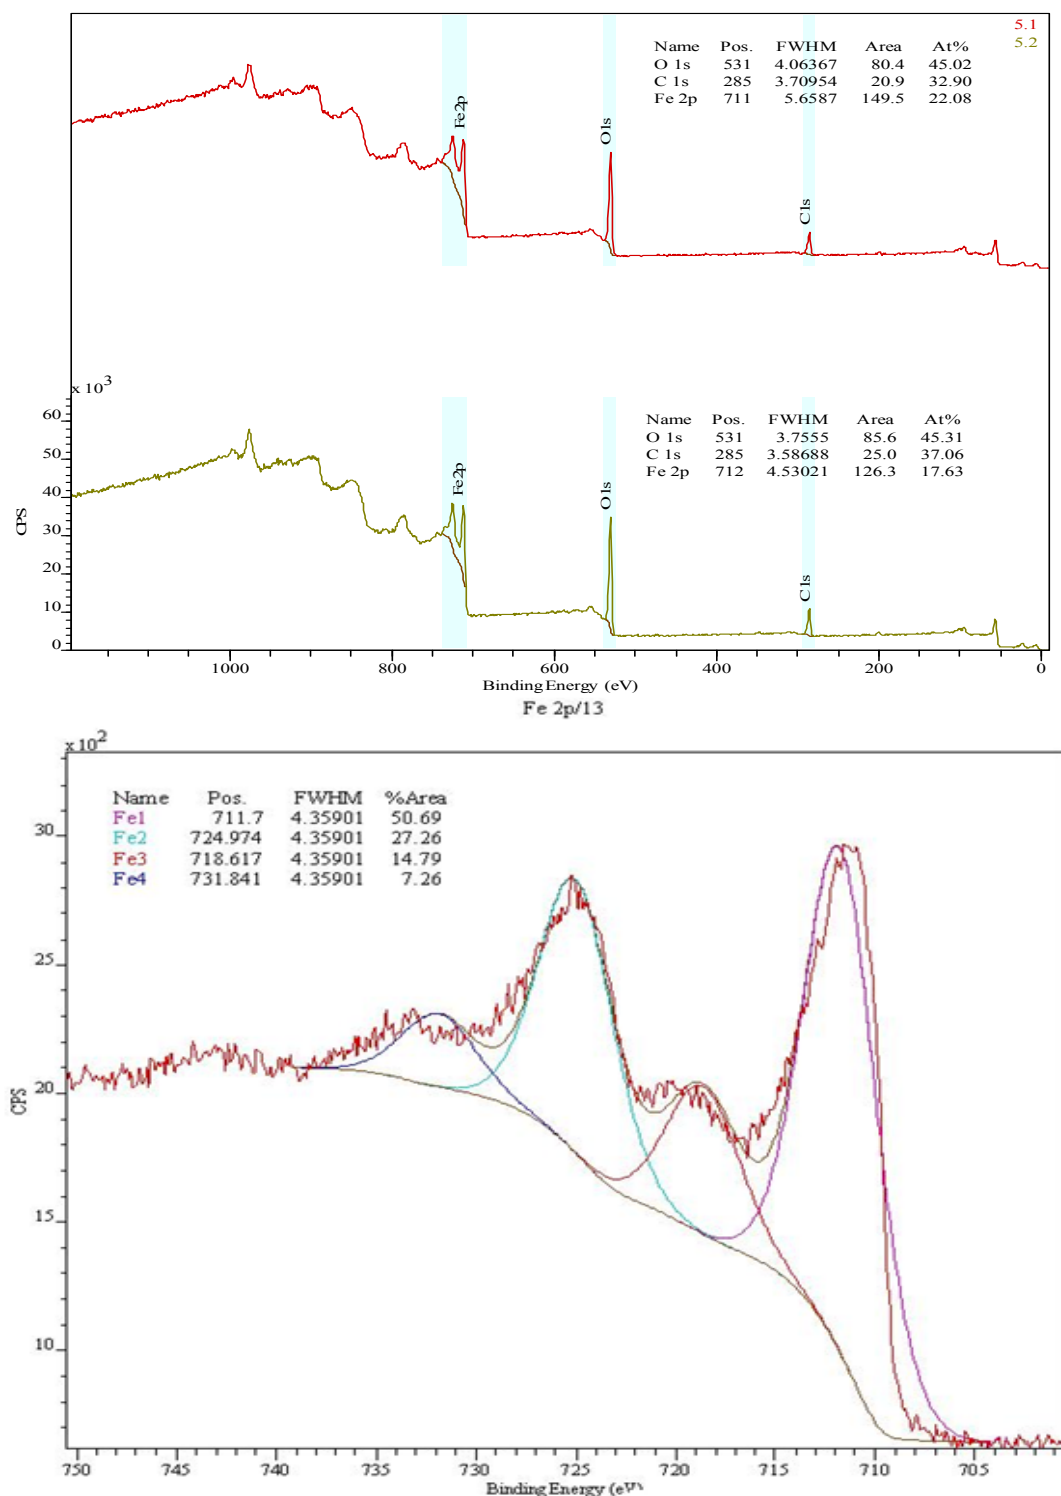 5.1
5.2
Name Pos. FWHM Area At%
O 1s 531 4.06367 80.4 45.02
C 1s 285 3.70954 20.9 32.90
Fe 2p 711 5.6587 149.5 22.08
Fe2p
O1s
C1s
x 10³
Name Pos. FWHM Area At%
O 1s 531 3.7555 85.6 45.31
C 1s 285 3.58688 25.0 37.06
Fe 2p 712 4.53021 126.3 17.63
Fe2p
O1s
C1s
60
50
40
30
20
10
0
CPS
1000 800 600 400 200 0
Binding Energy (eV)
Fe 2p/13
x 10²
Name Pos. FWHM %Area
Fe1 711.7 4.35901 50.69
Fe2 724.974 4.35901 27.26
Fe3 718.617 4.35901 14.79
Fe4 731.841 4.35901 7.26
30
25
20
15
10
CPS
750 745 740 735 730 725 720 715 710 705
Binding Energy (eV)